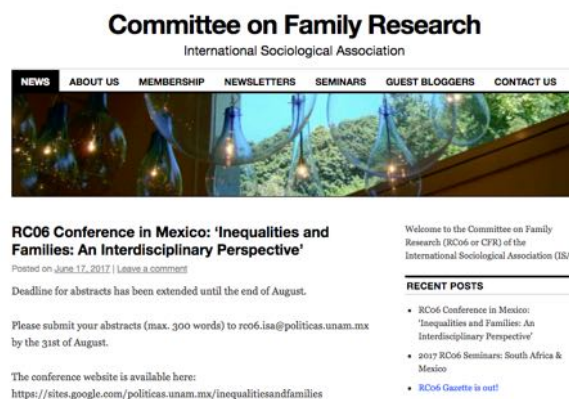 Committee on Family Research
International Sociological Association
NEWS ABOUT US MEMBERSHIP NEWSLETTERS SEMINARS GUEST BLOGGERS CONTACT US
RC06 Conference in Mexico: ‘Inequalities and
Families: An Interdisciplinary Perspective’
Posted on June 17, 2017 | Leave a comment
Deadline for abstracts has been extended until the end of August.
Please submit your abstracts (max. 300 words) to rc06.isa@politicas.unam.mx
by the 31st of August.
The conference website is available here:
https://sites.google.com/politicas.unam.mx/inequalitiesandfamilies
Welcome to the Committee on Family
Research (RC06 or CFR) of the
International Sociological Association (ISA
RECENT POSTS
RC06 Conference in Mexico:
‘Inequalities and Families: An
Interdisciplinary Perspective’
2017 RC06 Seminars: South Africa &
Mexico
RC06 Gazette is out!